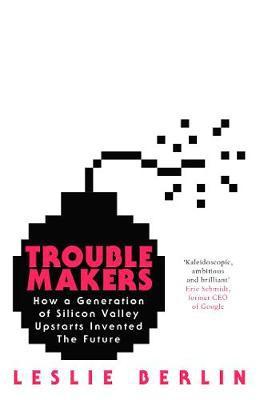 TROUBLE
MAKERS
How a Generation
of Silicon Valley
Upstarts Invented
The Future
'Kaleidoscopic,
ambitious
and brilliant'
Eric Schmidt,
former CEO
of Google
LESLIE BERLIN